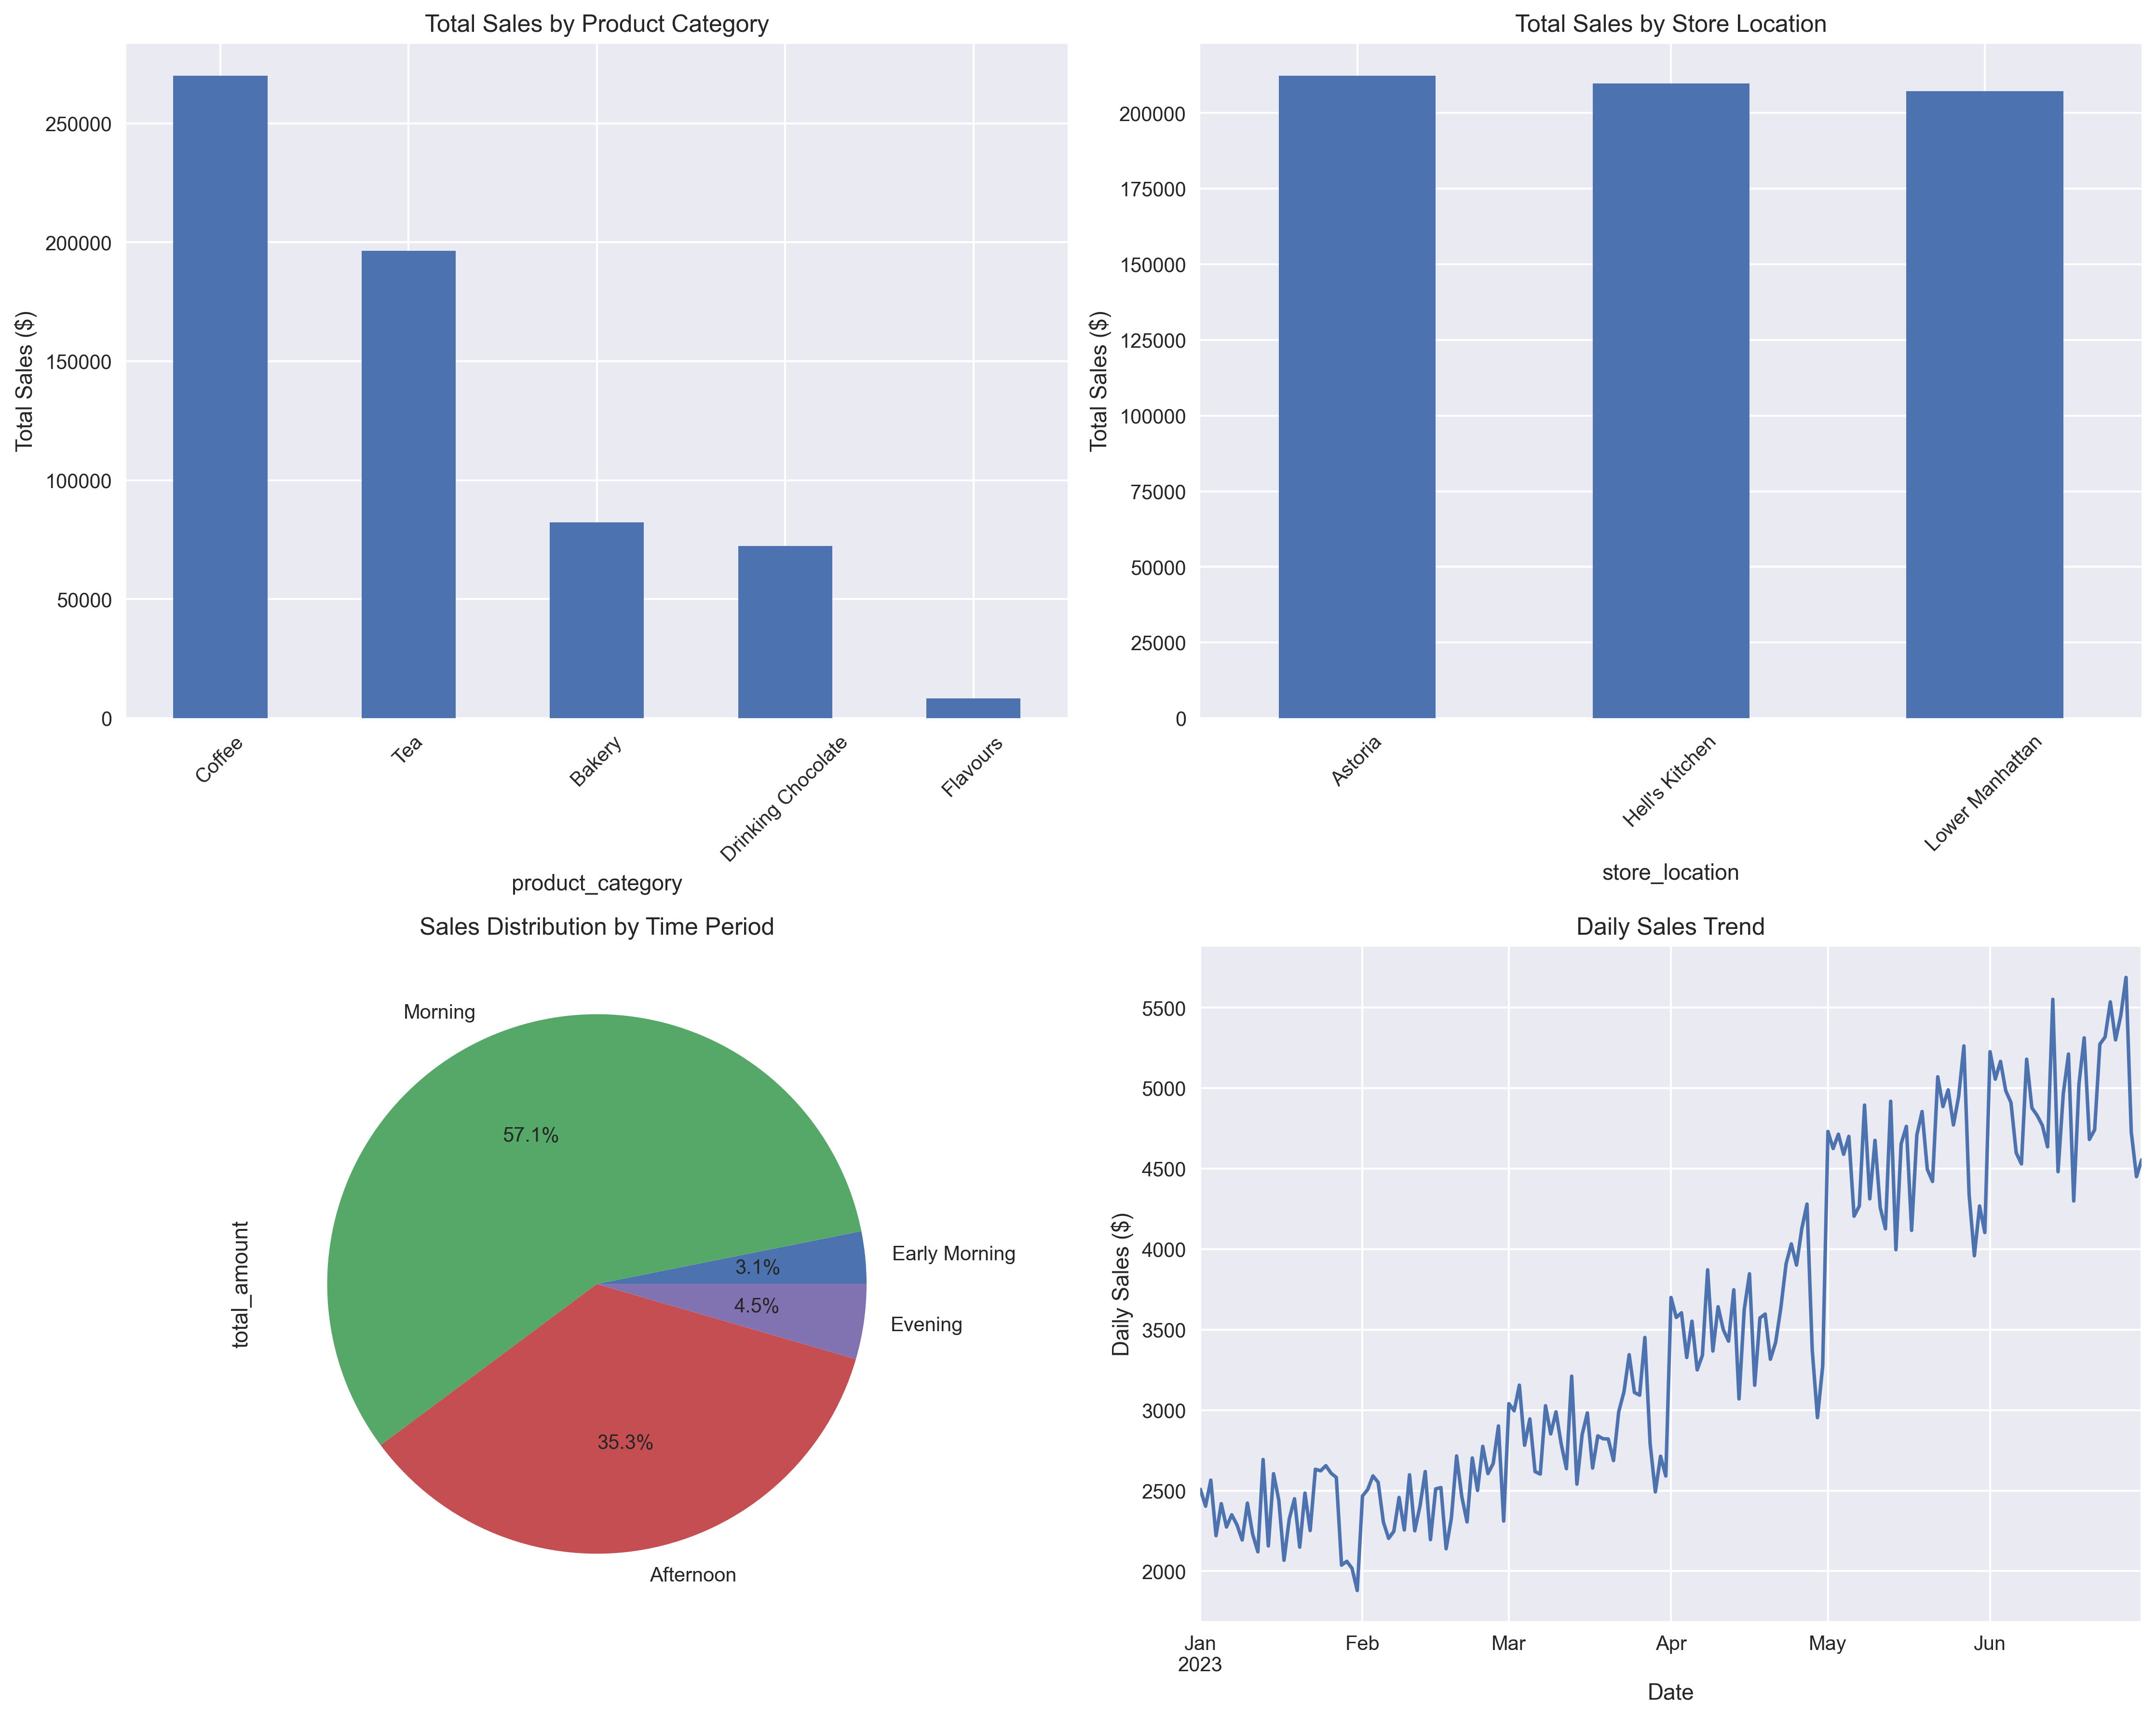 Total Sales by Product Category
Total Sales ($)
250000
200000
150000
100000
50000
0
Coffee
Tea
Bakery
Drinking Chocolate
Flavours
product_category
Total Sales by Store Location
Total Sales ($)
200000
175000
150000
125000
100000
75000
50000
25000
0
Astoria
Hell's Kitchen
Lower Manhattan
store_location
Sales Distribution by Time Period
total_amount
Morning
57.1%
Early Morning
3.1%
4.5%
Evening
35.3%
Afternoon
Daily Sales Trend
Daily Sales ($)
5500
5000
4500
4000
3500
3000
2500
2000
Jan
2023
Feb
Mar
Apr
May
Jun
Date